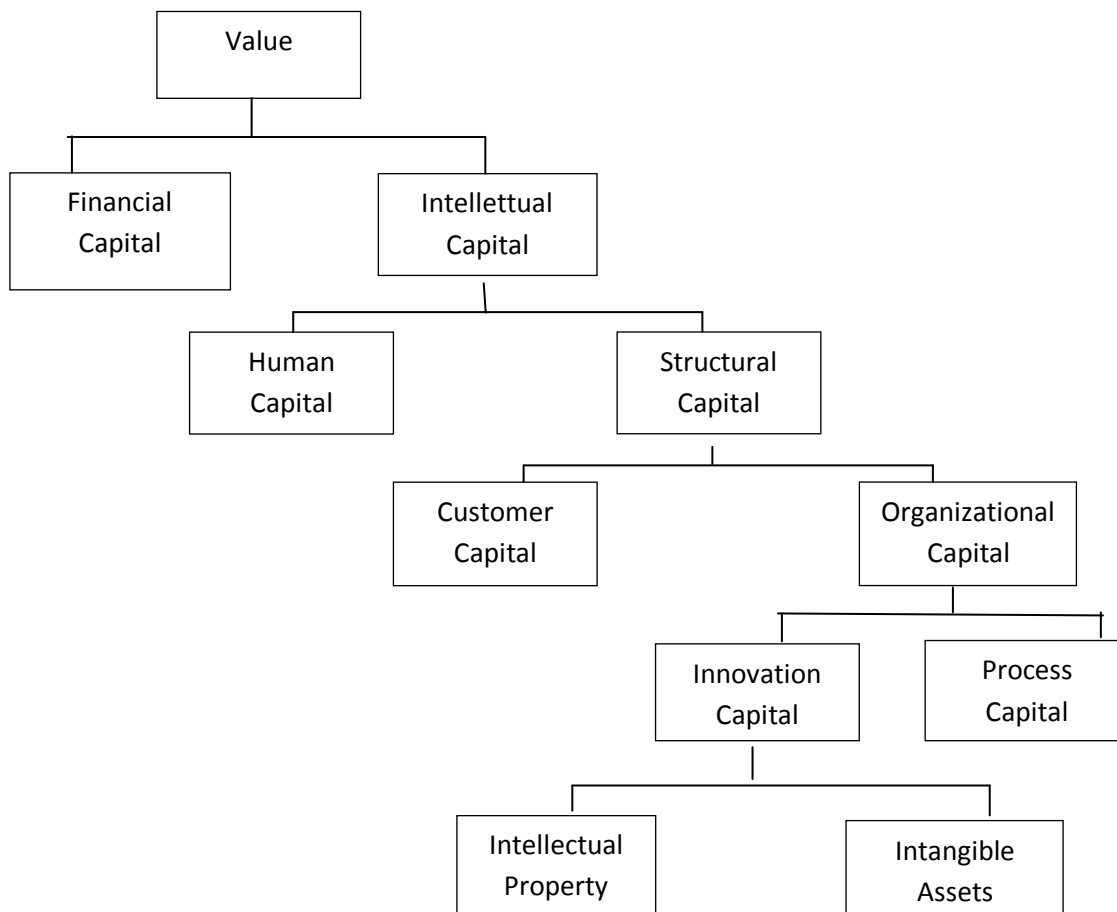 Value
Financial
Capital
Intellettual
Capital
Human
Capital
Structural
Capital
Customer
Capital
Organizational
Capital
Innovation
Capital
Process
Capital
Intellectual
Property
Intangible
Assets